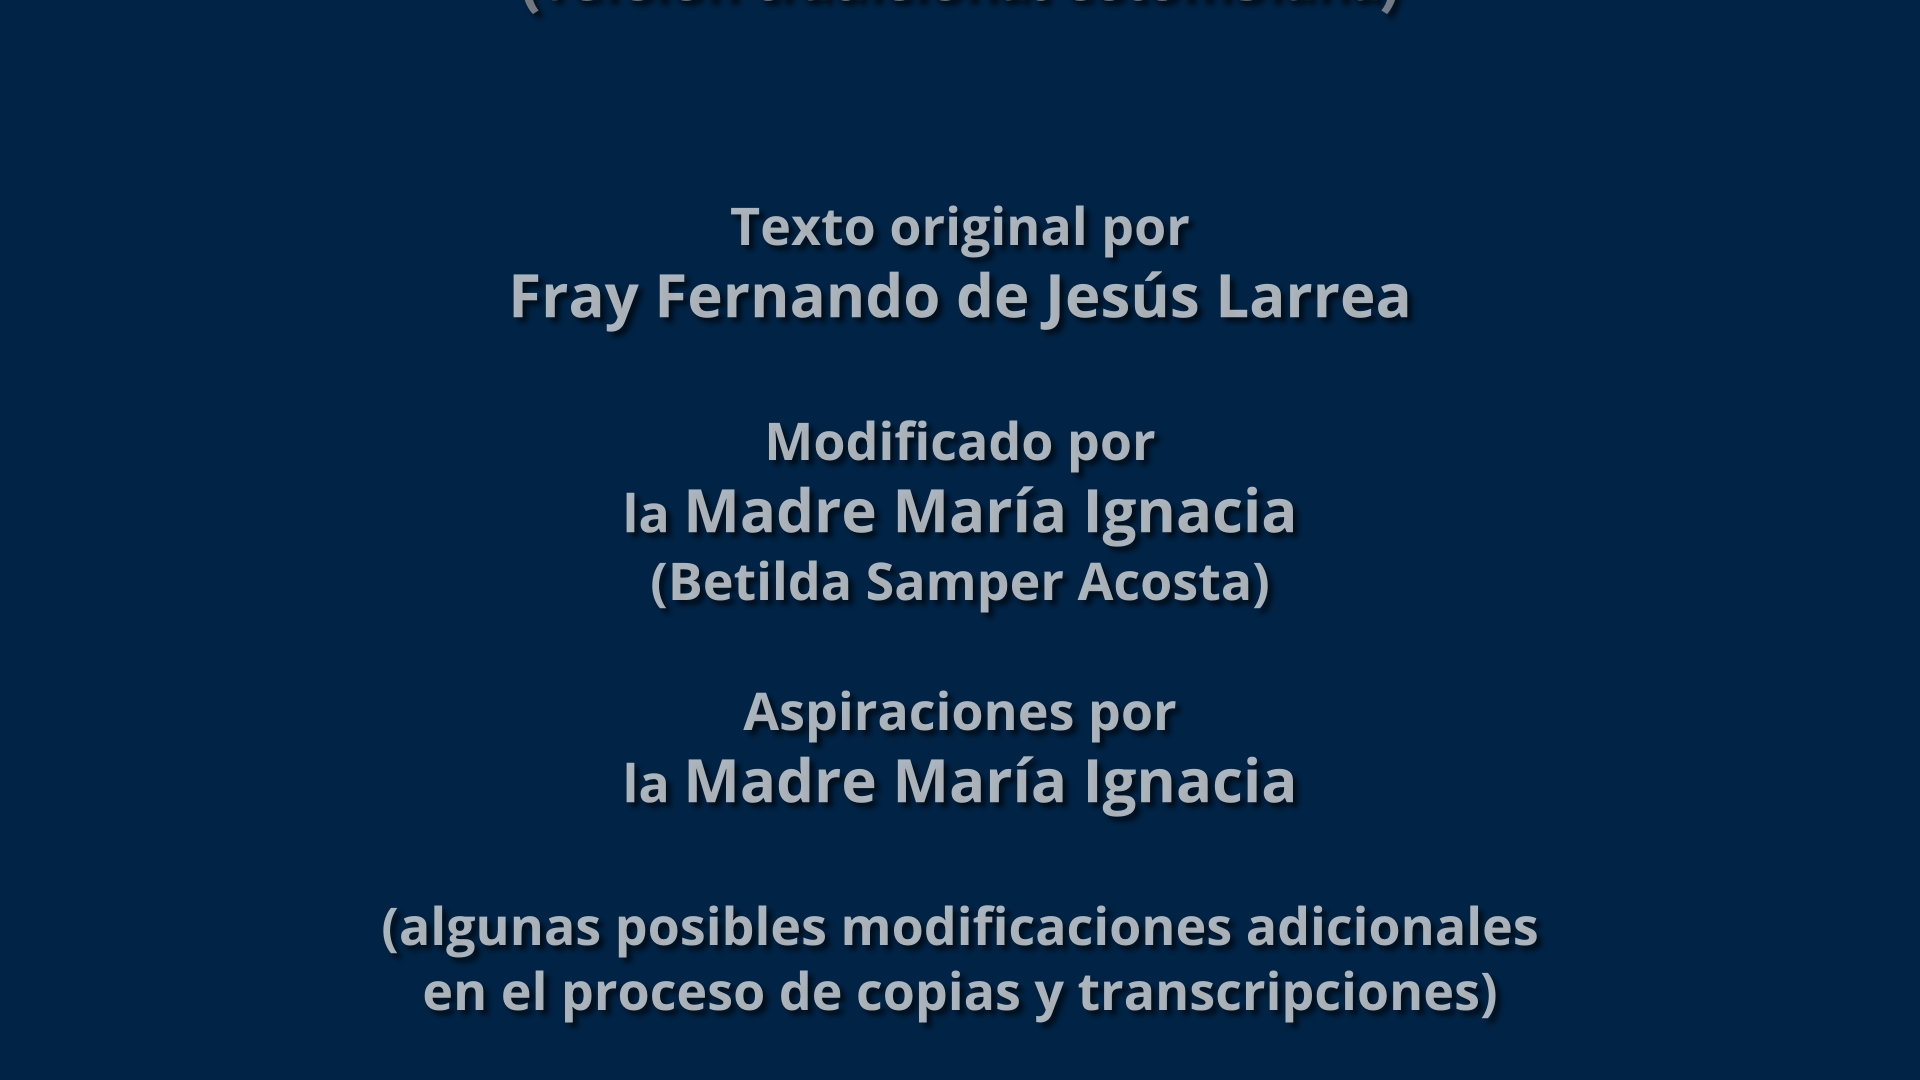 Texto original por
Fray Fernando de Jesús Larrea
Modificado por
la Madre María Ignacia
(Betilda Samper Acosta)
Aspiraciones por
la Madre María Ignacia
(algunas posibles modificaciones adicionales
en el proceso de copias y transcripciones)